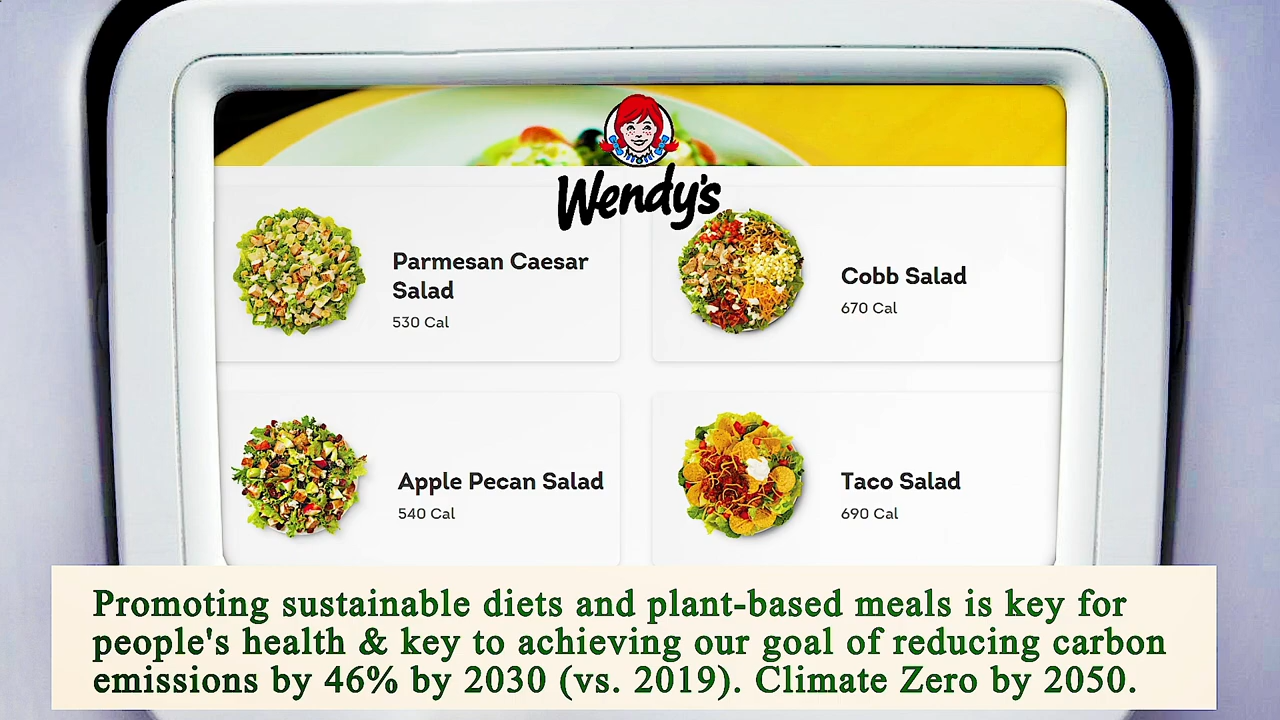 Wendy's
Parmesan Caesar
Salad
530 Cal
Cobb Salad
670 Cal
Apple Pecan Salad
540 Cal
Taco Salad
690 Cal
Promoting sustainable diets and plant-based meals is key for
people's health & key to achieving our goal of reducing carbon
emissions by 46% by 2030 (vs. 2019). Climate Zero by 2050.